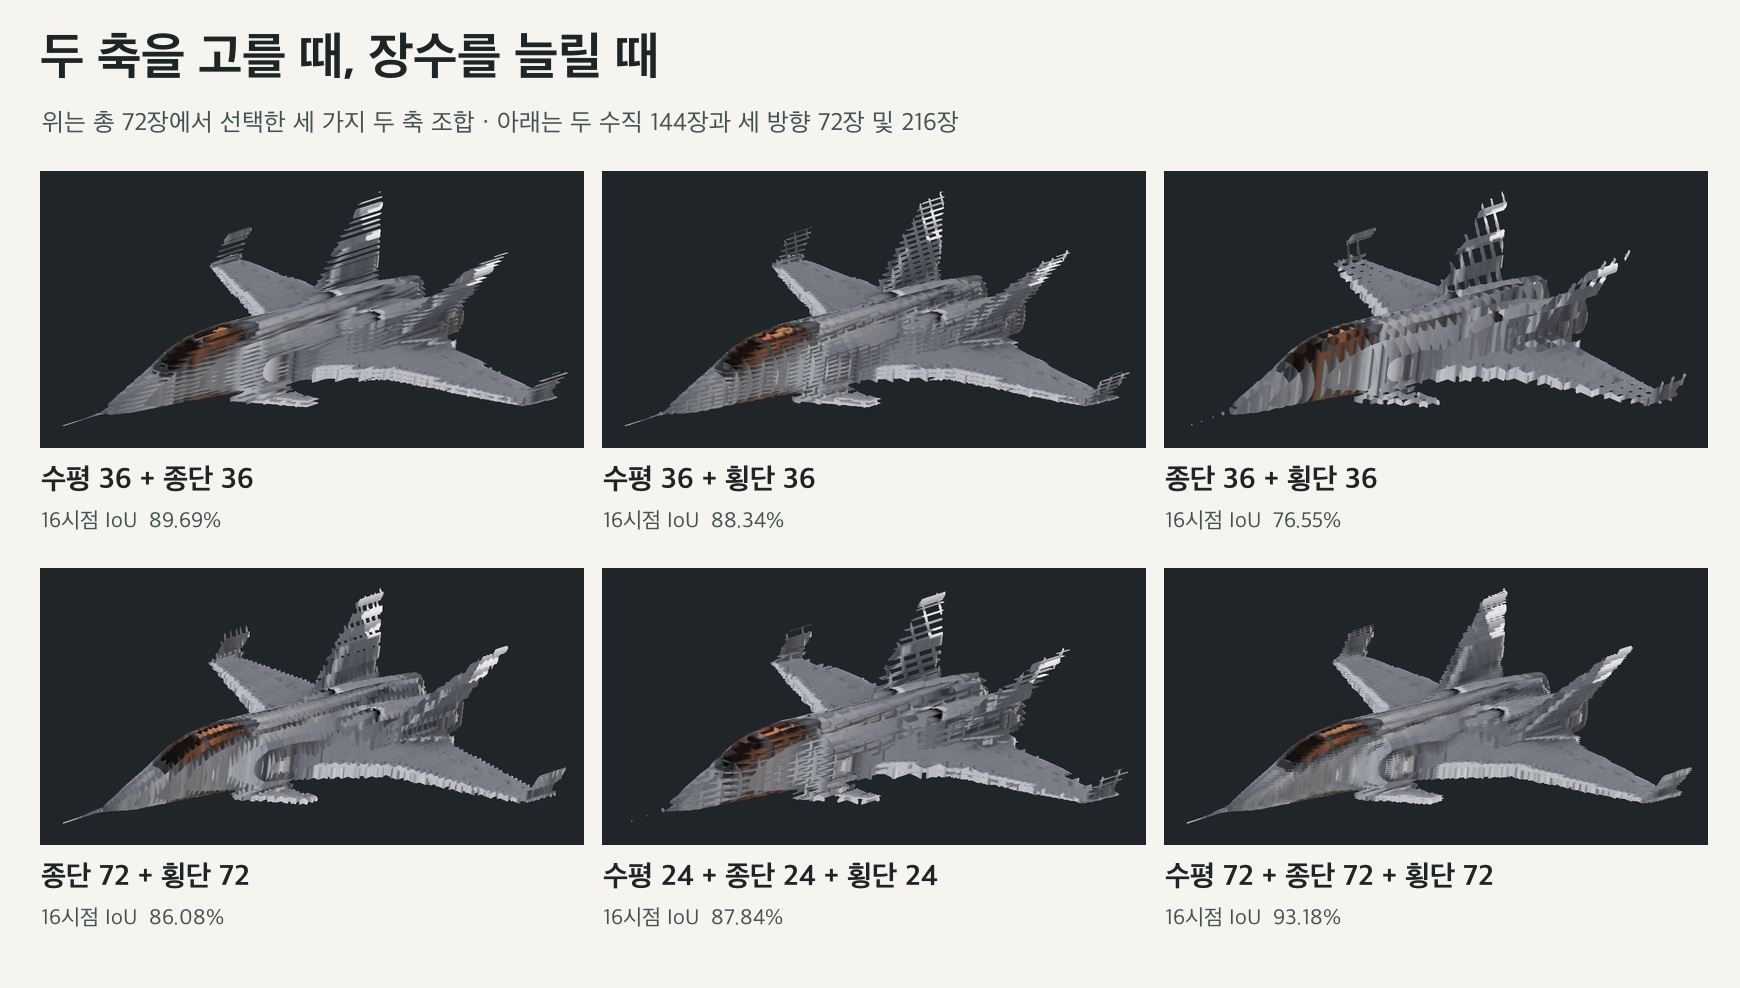 두 축을 고를 때, 장수를 늘릴 때
위는 총 72장에서 선택한 세 가지 두 축 조합 · 아래는 두 수직 144장과 세 방향 72장 및 216장
수평 36 + 종단 36
16시점 IoU 89.69%
수평 36 + 횡단 36
16시점 IoU 88.34%
종단 36 + 횡단 36
16시점 IoU 76.55%
종단 72 + 횡단 72
16시점 IoU 86.08%
수평 24 + 종단 24 + 횡단 24
16시점 IoU 87.84%
수평 72 + 종단 72 + 횡단 72
16시점 IoU 93.18%